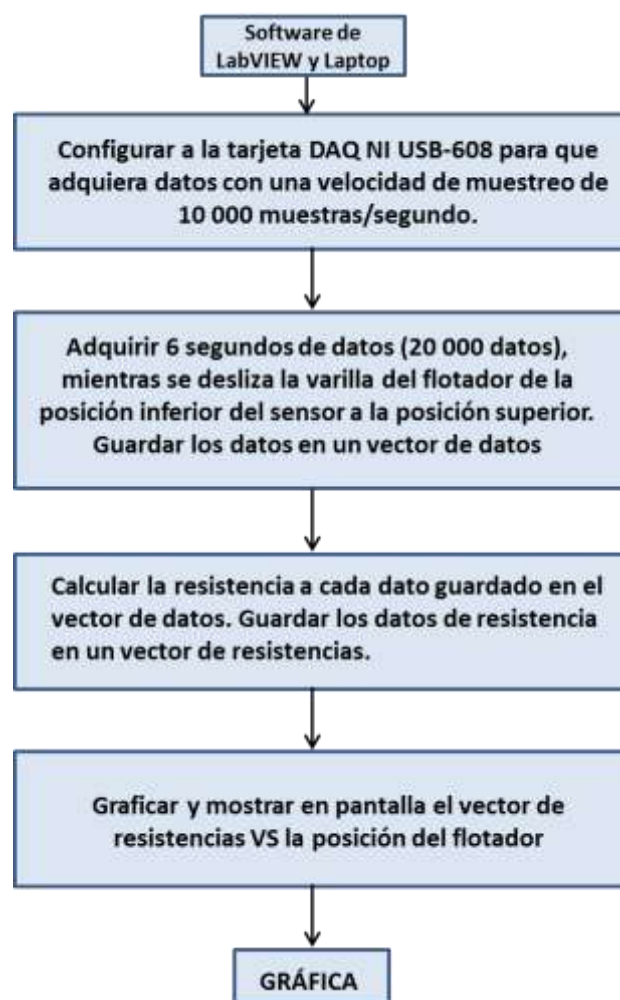 Software de
LabVIEW y Laptop
Configurar a la tarjeta DAQ NI USB-608 para que
adquiera datos con una velocidad de muestreo de
10 000 muestras/segundo.
Adquirir 6 segundos de datos (20 000 datos),
mientras se desliza la varilla del flotador de la
posición inferior del sensor a la posición superior.
Guardar los datos en un vector de datos
Calcular la resistencia a cada dato guardado en el
vector de datos. Guardar los datos de resistencia
en un vector de resistencias.
Graficar y mostrar en pantalla el vector de
resistencias VS la posición del flotador
GRÁFICA